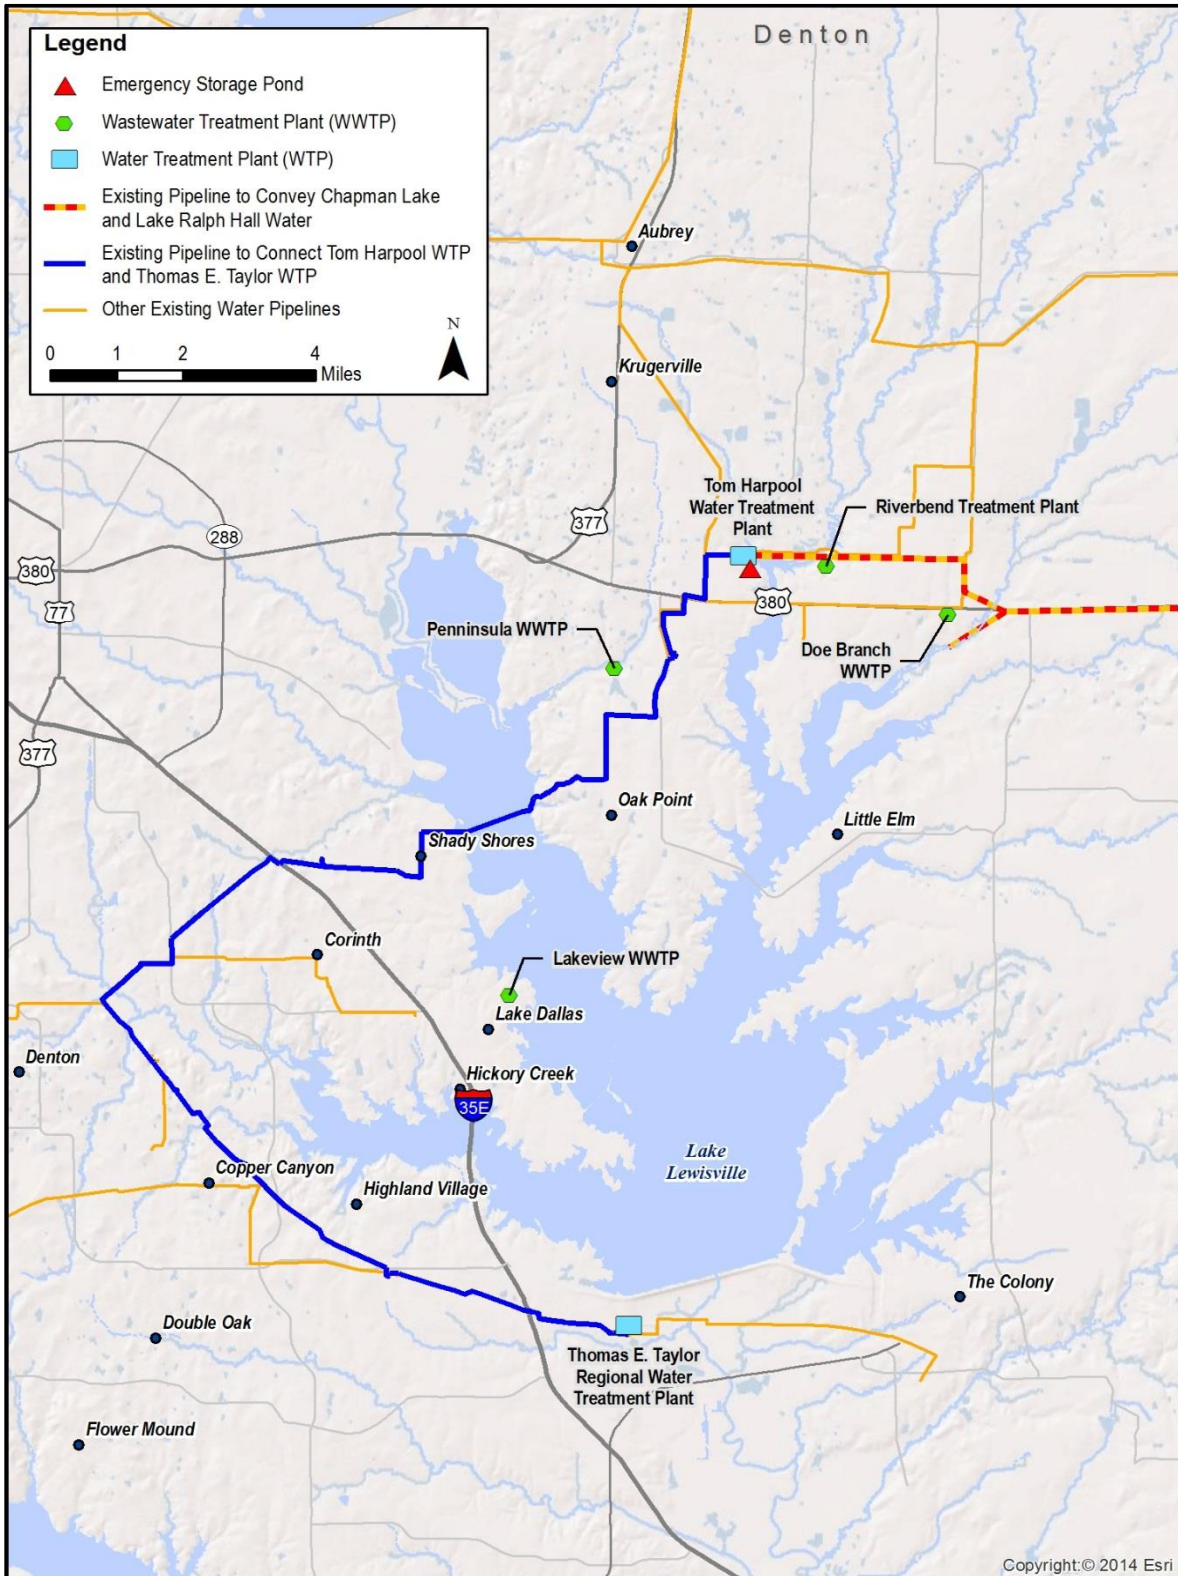 Legend
Emergency Storage Pond
Wastewater Treatment Plant (WWTP)
Water Treatment Plant (WTP)
Existing Pipeline to Convey Chapman Lake
and Lake Ralph Hall Water
Existing Pipeline to Connect Tom Harpool WTP
and Thomas E. Taylor WTP
Other Existing Water Pipelines
0 1 2 4
Miles
N
Denton
Aubrey
Krugerville
Tom Harpool
Water Treatment
Plant
Riverbend Treatment Plant
377
288
380
77
380
Penninsula WWTP
Doe Branch
WWTP
377
Oak Point
Little Elm
Shady Shores
Corinth
Lakeview WWTP
Lake Dallas
Denton
Hickory Creek
35E
Lake
Lewisville
Copper Canyon
Highland Village
The Colony
Double Oak
Thomas E. Taylor
Regional Water
Treatment Plant
Flower Mound
Copyright:© 2014 Esri